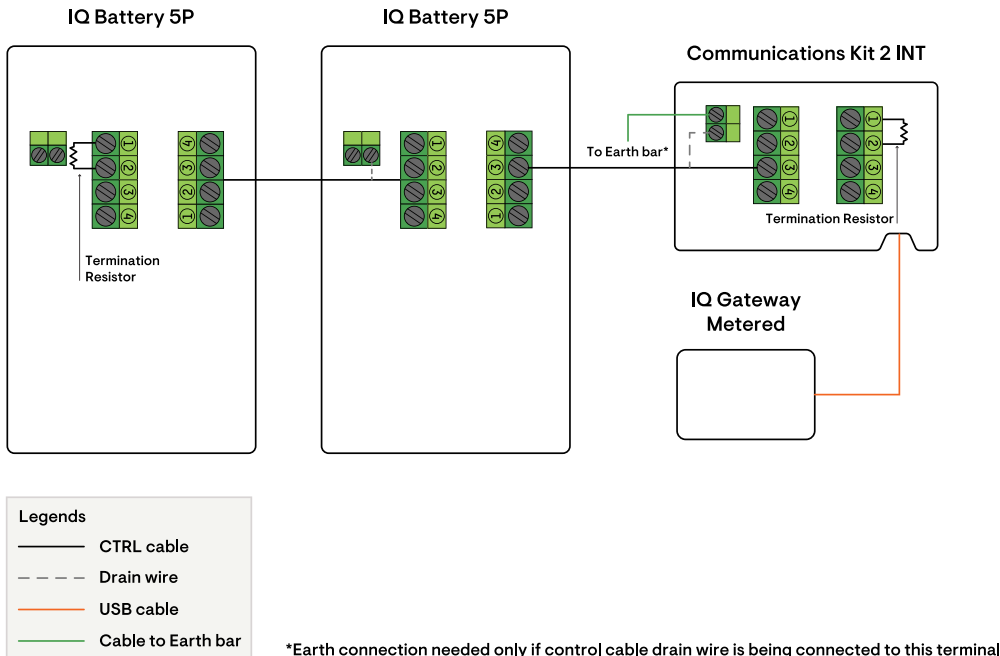 IQ Battery 5P
IQ Battery 5P
Communications Kit 2 INT
1
2
3
4
4
3
2
1
Termination
Resistor
1
2
3
4
4
3
2
1
To Earth bar*
1
2
3
4
1
2
3
4
Termination Resistor
IQ Gateway
Metered
Legends
CTRL cable
Drain wire
USB cable
Cable to Earth bar
*Earth connection needed only if control cable drain wire is being connected to this terminal